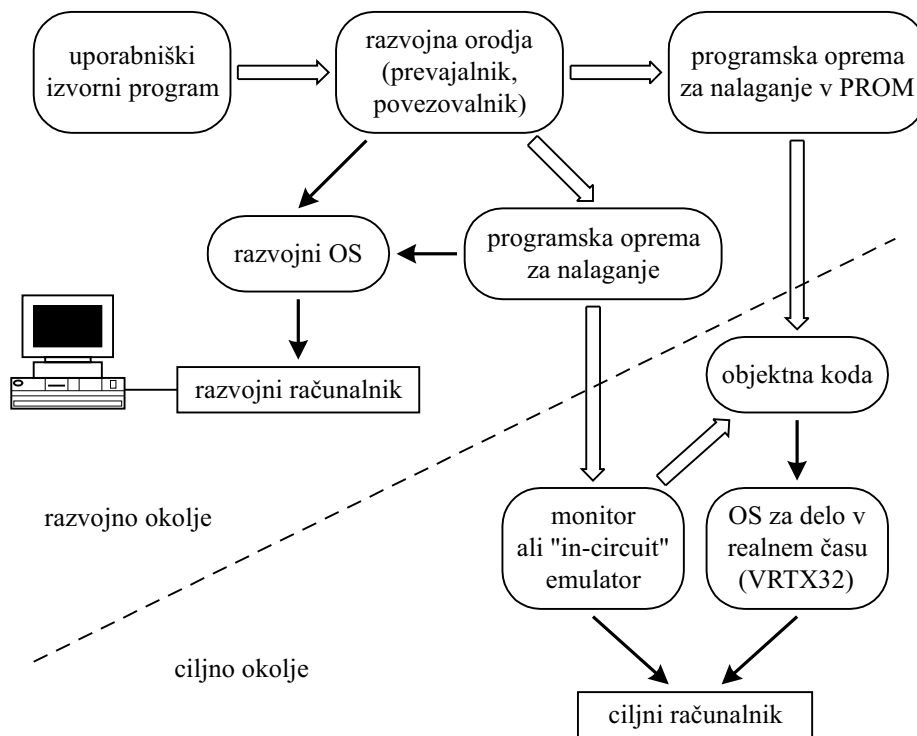 uporabniški
izvorni program
razvojna orodja
(prevajalnik,
povezovalnik)
programska oprema
za nalaganje v PROM
razvojni OS
programska oprema
za nalaganje
razvojni računalnik
objektna koda
razvojno okolje
monitor
ali "in-circuit"
emulator
OS za delo v
realnem času
(VRTX32)
ciljno okolje
ciljni računalnik